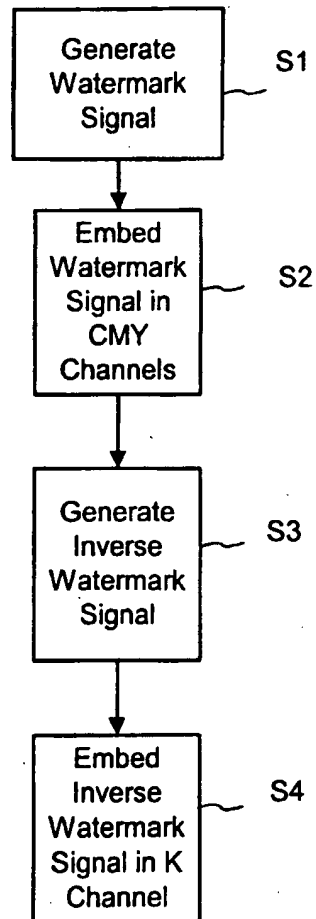 Generate
Watermark
Signal
S1
Embed
Watermark
Signal in
CMY
Channels
S2
Generate
Inverse
Watermark
Signal
S3
Embed
Inverse
Watermark
Signal in K
Channel
S4